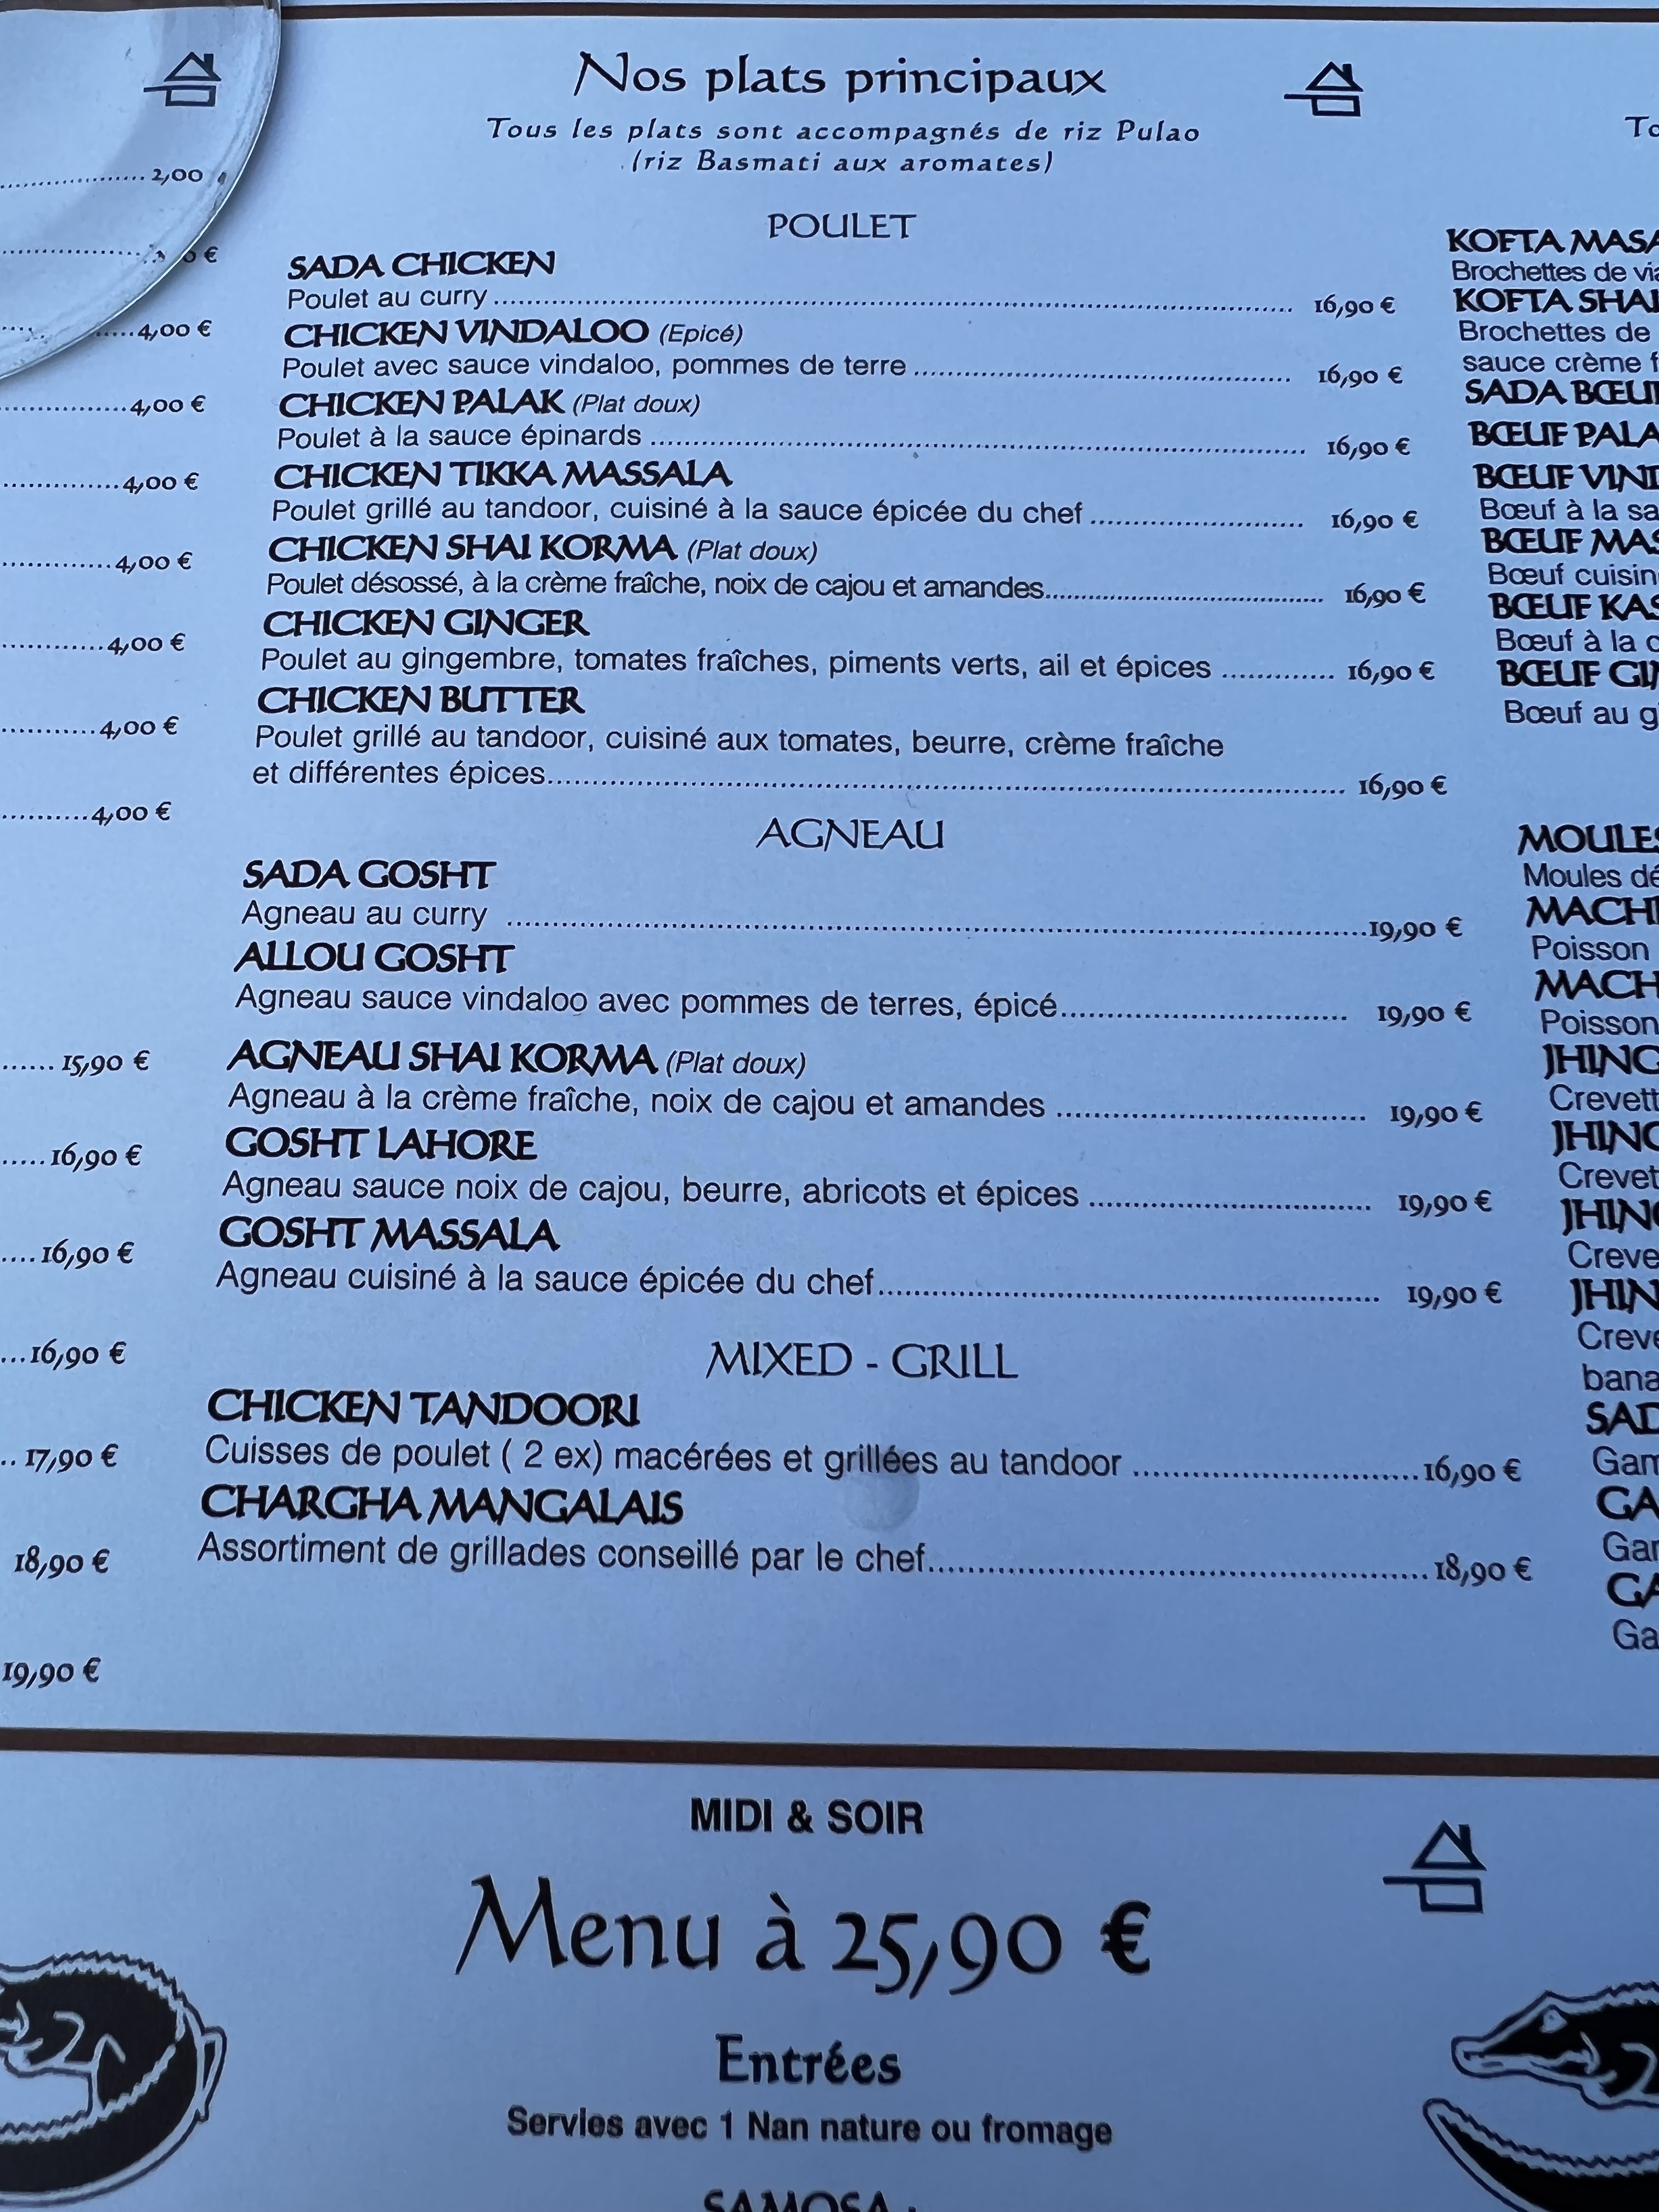 2,00
€
4,00 €
4,00 €
4,00 €
4,00 €
4,00 €
4,00 €
4,00 €
15,90 €
16,90 €
16,90 €
16,90 €
17,90 €
18,90 €
19,90 €
Nos plats principaux
Tous les plats sont accompagnés de riz Pulao
(riz Basmati aux aromates)
POULET
SADA CHICKEN
Poulet au curry 16,90 €
CHICKEN VINDALOO (Epicé)
Poulet avec sauce vindaloo, pommes de terre 16,90 €
CHICKEN PALAK (Plat doux)
Poulet à la sauce épinards 16,90 €
CHICKEN TIKKA MASSALA
Poulet grillé au tandoor, cuisiné à la sauce épicée du chef 16,90 €
CHICKEN SHAI KORMA (Plat doux)
Poulet désossé, à la crème fraîche, noix de cajou et amandes 16,90 €
CHICKEN GINGER
Poulet au gingembre, tomates fraîches, piments verts, ail et épices 16,90 €
CHICKEN BUTTER
Poulet grillé au tandoor, cuisiné aux tomates, beurre, crème fraîche
et différentes épices 16,90 €
AGNEAU
SADA GOSHT
Agneau au curry 19,90 €
ALLOU GOSHT
Agneau sauce vindaloo avec pommes de terres, épicé 19,90 €
AGNEAU SHAI KORMA (Plat doux)
Agneau à la crème fraîche, noix de cajou et amandes 19,90 €
GOSHT LAHORE
Agneau sauce noix de cajou, beurre, abricots et épices 19,90 €
GOSHT MASSALA
Agneau cuisiné à la sauce épicée du chef 19,90 €
MIXED - GRILL
CHICKEN TANDOORI
Cuisses de poulet ( 2 ex) macérées et grillées au tandoor 16,90 €
CHARGHA MANGALAIS
Assortiment de grillades conseillé par le chef 18,90 €
KOFTA
Brochettes de
KOFTA
Brochettes de
sauce crème
SADA
BŒUF
BŒUF
Bœuf à la
BŒUF
Bœuf
BŒUF
Bœuf à la
BŒUF
Bœuf au
Moules
Poisson
Poisson
MIDI & SOIR
Menu à 25,90 €
Entrées
Servies avec 1 Nan nature ou fromage
SAMOSA :